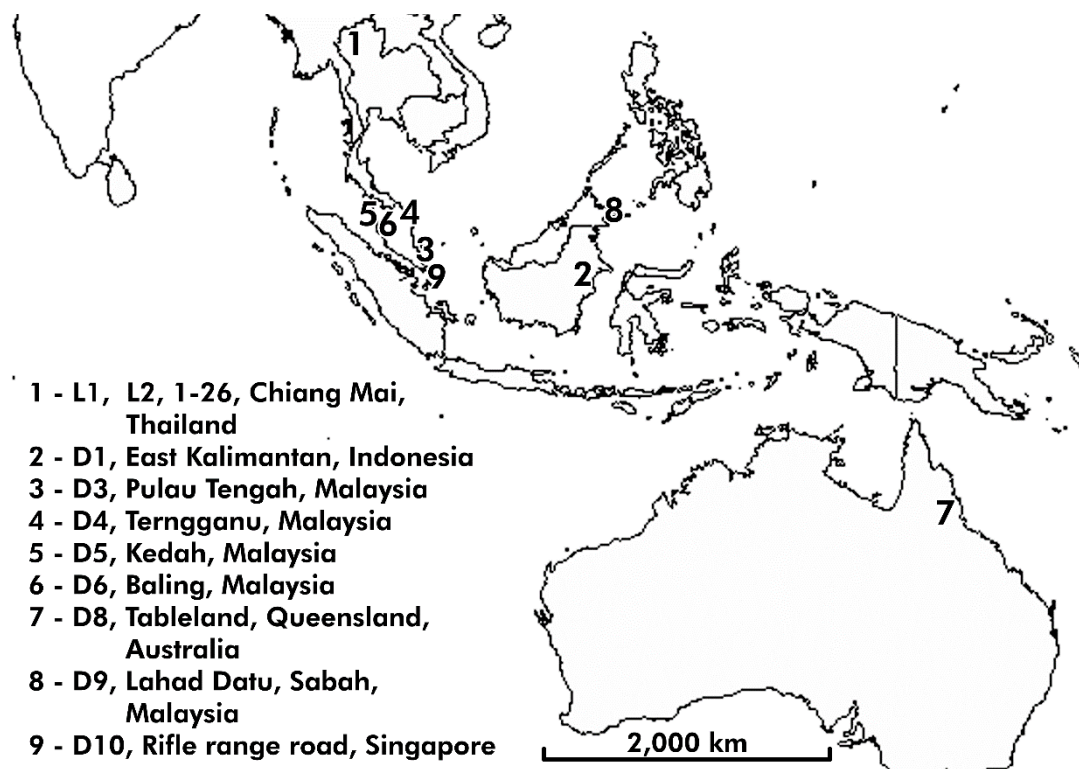 1
5 6 4
8
3
9
2
7
1 - L1, L2, 1-26, Chiang Mai,
Thailand
2 - D1, East Kalimantan, Indonesia
3 - D3, Pulau Tengah, Malaysia
4 - D4, Terngganu, Malaysia
5 - D5, Kedah, Malaysia
6 - D6, Baling, Malaysia
7 - D8, Tableland, Queensland,
Australia
8 - D9, Lahad Datu, Sabah,
Malaysia
9 - D10, Rifle range road, Singapore
2,000 km